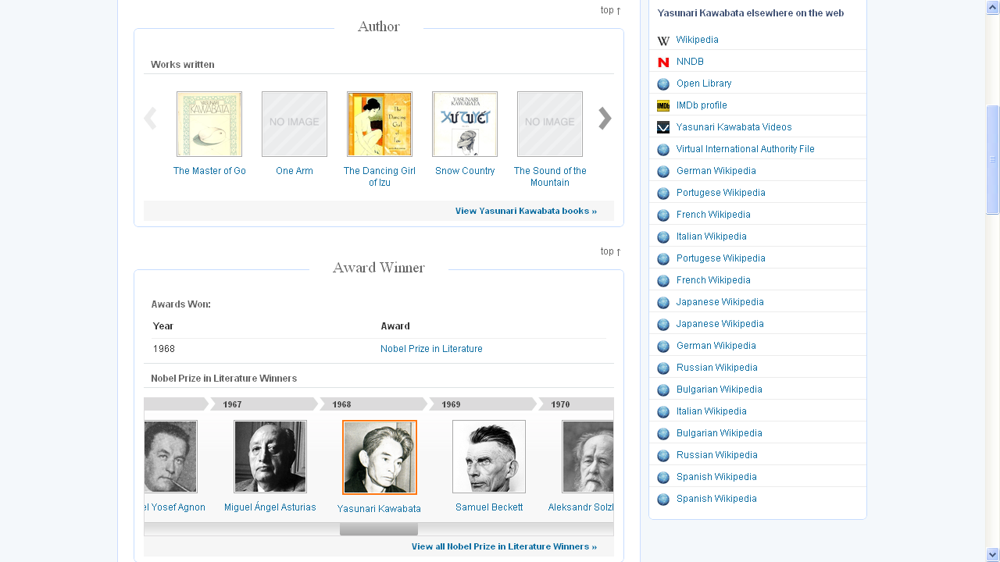 top ↑
Author
Works written
YASUNARI
KAWABATA
NO IMAGE
The
Dancing
Girl
of
Izu
YASUNARI
KAWABATA
NO IMAGE
The Master of Go
One Arm
The Dancing Girl
of Izu
Snow Country
The Sound of the
Mountain
View Yasunari Kawabata books »
top ↑
Award Winner
Awards Won:
Year Award
1968 Nobel Prize in Literature
Nobel Prize in Literature Winners
1967 1968 1969 1970
el Yosef Agnon
Miguel Ángel Asturias
Yasunari Kawabata
Samuel Beckett
Aleksandr Solz
View all Nobel Prize in Literature Winners »
Yasunari Kawabata elsewhere on the web
W Wikipedia
N NNDB
Open Library
IMDb IMDb profile
Yasunari Kawabata Videos
Virtual International Authority File
German Wikipedia
Portugese Wikipedia
French Wikipedia
Italian Wikipedia
Portugese Wikipedia
French Wikipedia
Japanese Wikipedia
Japanese Wikipedia
German Wikipedia
Russian Wikipedia
Bulgarian Wikipedia
Italian Wikipedia
Bulgarian Wikipedia
Russian Wikipedia
Spanish Wikipedia
Spanish Wikipedia